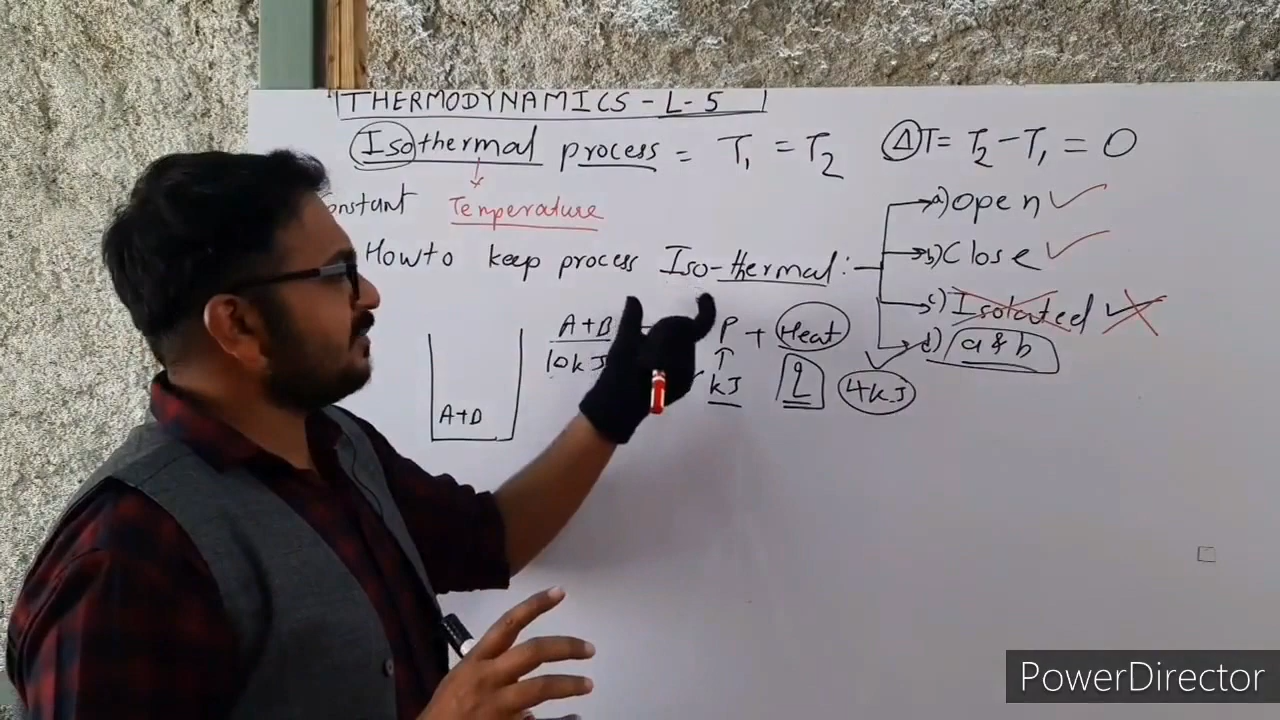 THERMODYNAMICS - L-5
Isothermal process = T₁ = T₂ ΔT = T₂ - T₁ = 0
onstant Temperature
a) Open ✓
How to keep process Iso-thermal: b) Close ✓
c) Isolated
A+B P + Heat
d) a & b
10kJ kJ q 4kJ
A+B
PowerDirector